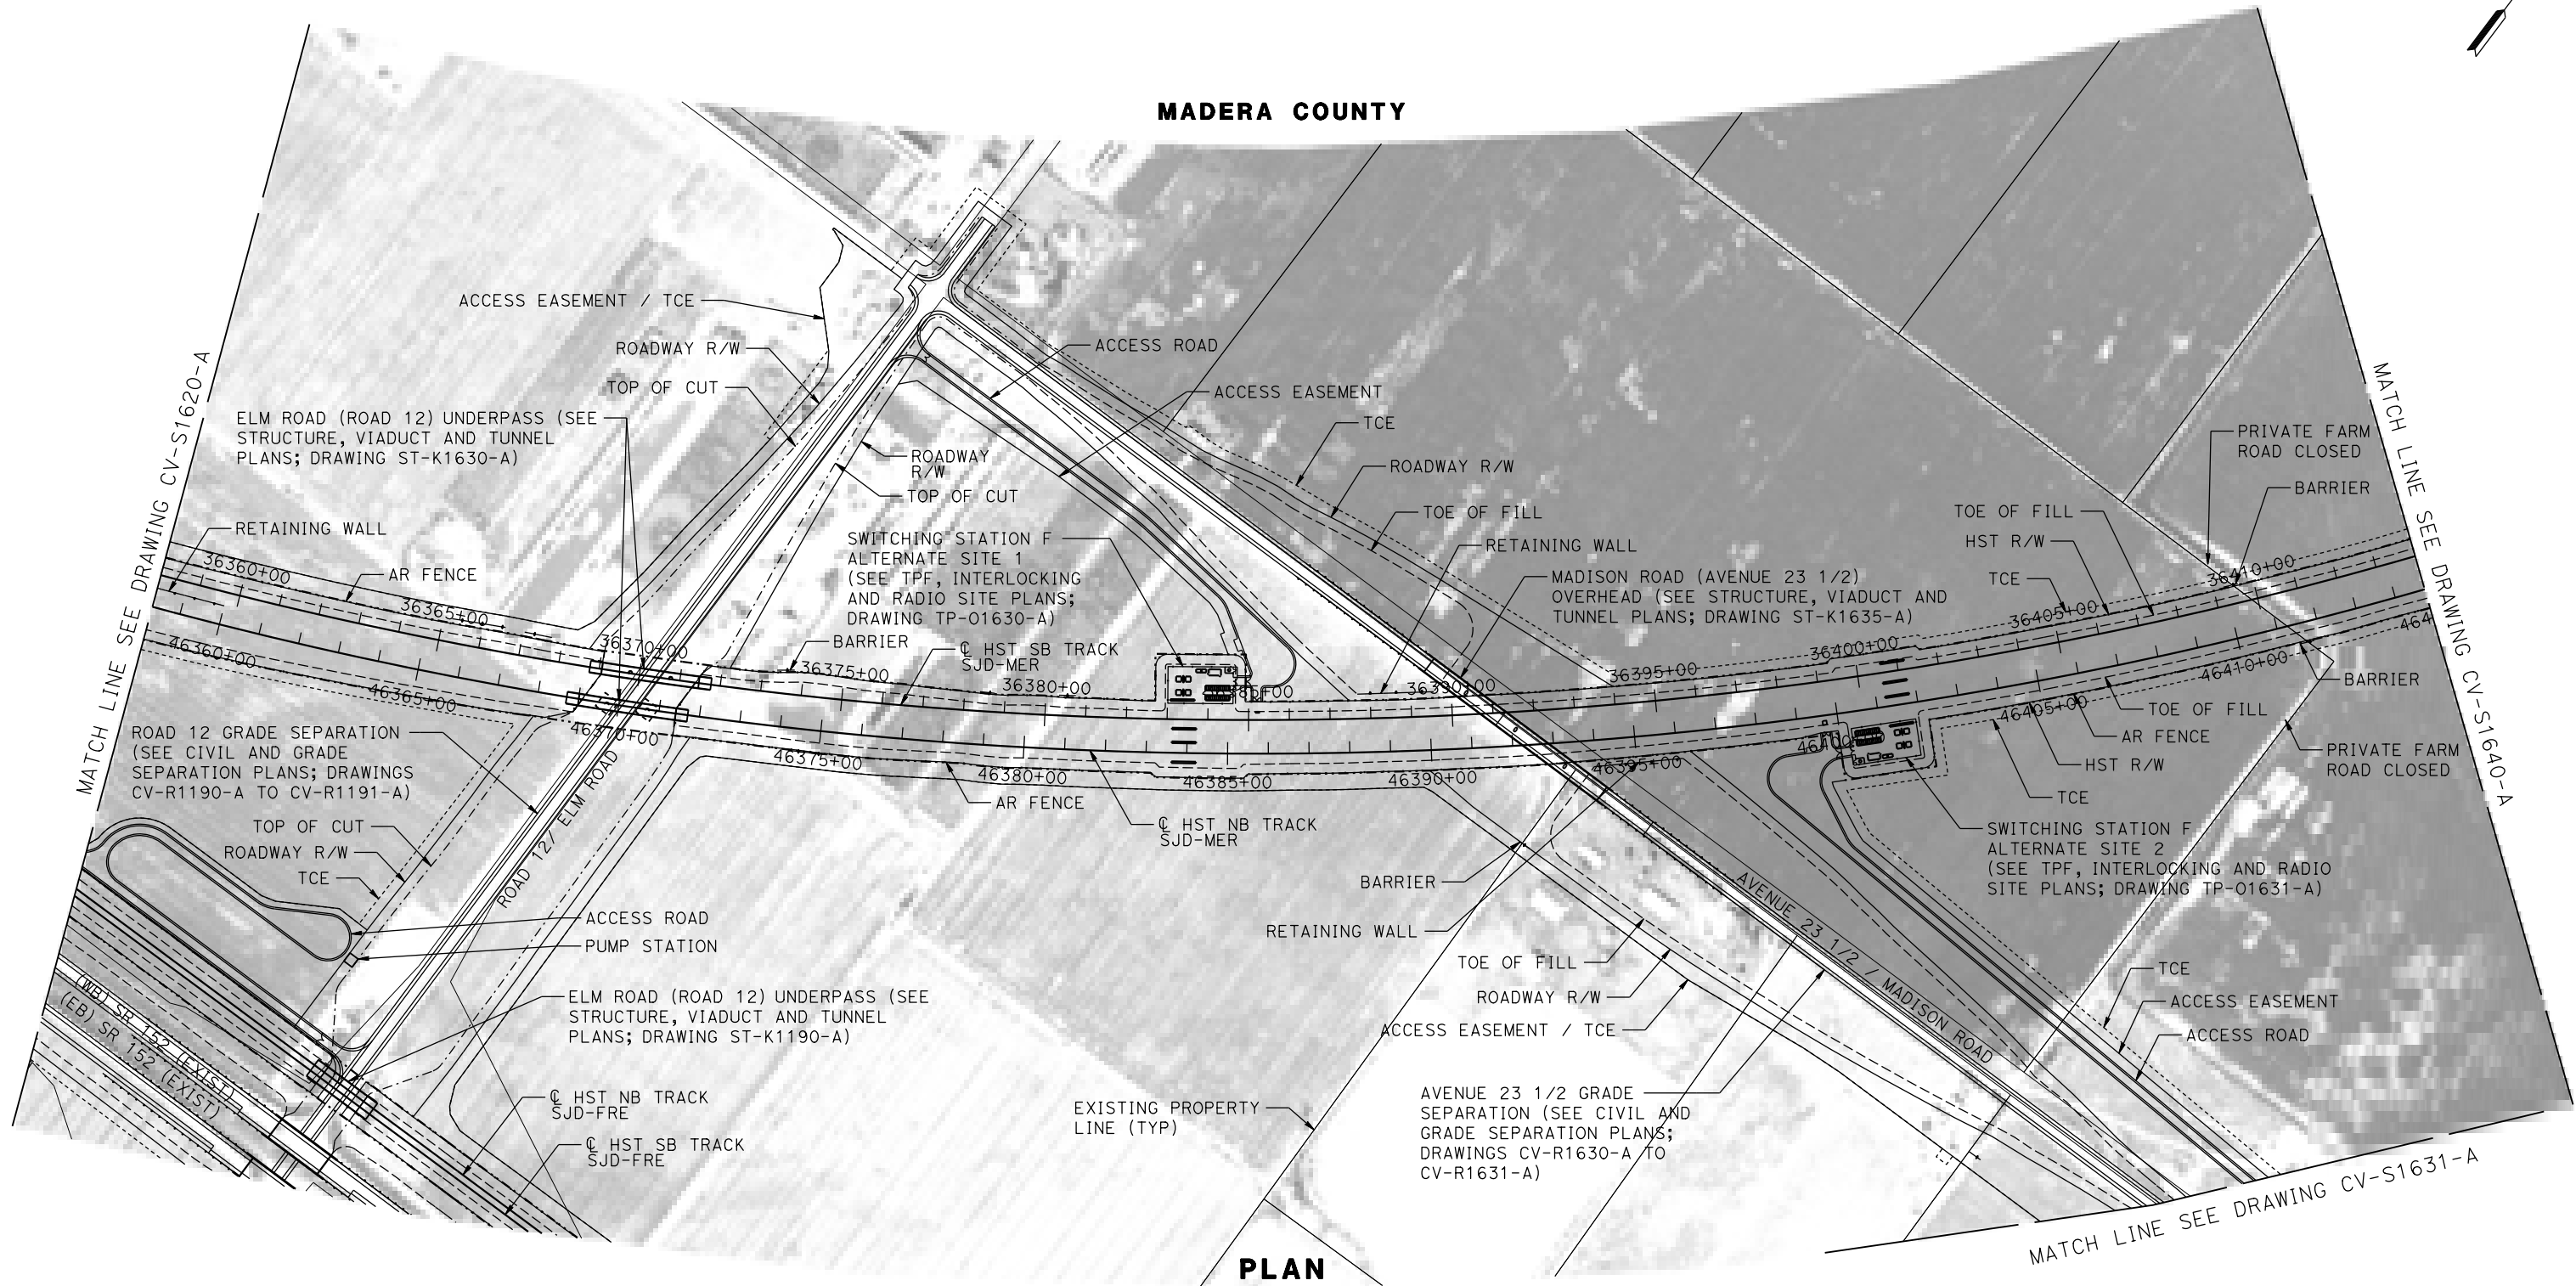 MADERA COUNTY
MATCH LINE SEE DRAWING CV-S1620-A
MATCH LINE SEE DRAWING CV-S1640-A
MATCH LINE SEE DRAWING CV-S1631-A
ACCESS EASEMENT / TCE
ROADWAY R/W
TOP OF CUT
ELM ROAD (ROAD 12) UNDERPASS (SEE
STRUCTURE, VIADUCT AND TUNNEL
PLANS; DRAWING ST-K1630-A)
RETAINING WALL
AR FENCE
ACCESS ROAD
ACCESS EASEMENT
TCE
ROADWAY R/W
TOE OF FILL
RETAINING WALL
ROADWAY
R/W
TOP OF CUT
SWITCHING STATION F
ALTERNATE SITE 1
(SEE TPF, INTERLOCKING
AND RADIO SITE PLANS;
DRAWING TP-O1630-A)
BARRIER
℄ HST SB TRACK
SJD-MER
MADISON ROAD (AVENUE 23 1/2)
OVERHEAD (SEE STRUCTURE, VIADUCT AND
TUNNEL PLANS; DRAWING ST-K1635-A)
PRIVATE FARM
ROAD CLOSED
BARRIER
TOE OF FILL
HST R/W
TCE
36360+00
36365+00
36370+00
36375+00
36380+00
85+00
36390+00
36395+00
36400+00
36405+00
36410+00
46360+00
46365+00
46370+00
46375+00
46380+00
46385+00
46390+00
46395+00
46400
46405+00
46410+00
464
ROAD 12 GRADE SEPARATION
(SEE CIVIL AND GRADE
SEPARATION PLANS; DRAWINGS
CV-R1190-A TO CV-R1191-A)
TOP OF CUT
ROADWAY R/W
TCE
ROAD 12/ ELM ROAD
ACCESS ROAD
PUMP STATION
ELM ROAD (ROAD 12) UNDERPASS (SEE
STRUCTURE, VIADUCT AND TUNNEL
PLANS; DRAWING ST-K1190-A)
(WB) SR 152 (EXIST)
(EB) SR 152 (EXIST)
℄ HST NB TRACK
SJD-FRE
℄ HST SB TRACK
SJD-FRE
AR FENCE
℄ HST NB TRACK
SJD-MER
BARRIER
RETAINING WALL
TOE OF FILL
ROADWAY R/W
ACCESS EASEMENT / TCE
EXISTING PROPERTY
LINE (TYP)
AVENUE 23 1/2 GRADE
SEPARATION (SEE CIVIL AND
GRADE SEPARATION PLANS;
DRAWINGS CV-R1630-A TO
CV-R1631-A)
AVENUE 23 1/2 / MADISON ROAD
BARRIER
TOE OF FILL
AR FENCE
HST R/W
TCE
PRIVATE FARM
ROAD CLOSED
SWITCHING STATION F
ALTERNATE SITE 2
(SEE TPF, INTERLOCKING AND RADIO
SITE PLANS; DRAWING TP-O1631-A)
TCE
ACCESS EASEMENT
ACCESS ROAD
PLAN